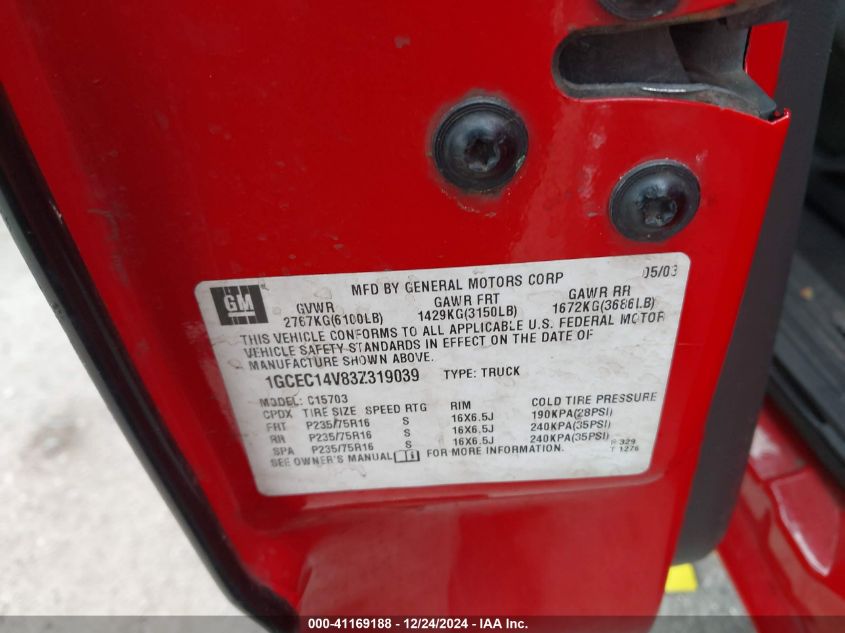 GM
MFD BY GENERAL MOTORS CORP 05/03
GVWR GAWR FRT GAWR RR
2767KG(6100LB) 1429KG(3150LB) 1672KG(3686LB)
THIS VEHICLE CONFORMS TO ALL APPLICABLE U.S. FEDERAL MOTOR
VEHICLE SAFETY STANDARDS IN EFFECT ON THE DATE OF
MANUFACTURE SHOWN ABOVE.
1GCEC14V83Z319039 TYPE: TRUCK
MODEL: C15703
CPDX TIRE SIZE SPEED RTG RIM COLD TIRE PRESSURE
FRT P235/75R16 S 16X6.5J 190KPA(28PSI)
RR P235/75R16 S 16X6.5J 240KPA(35PSI)
SPA P235/75R16 S 16X6.5J 240KPA(35PSI)
SEE OWNER'S MANUAL FOR MORE INFORMATION.
329
T 1276
000-41169188 - 12/24/2024 - IAA Inc.